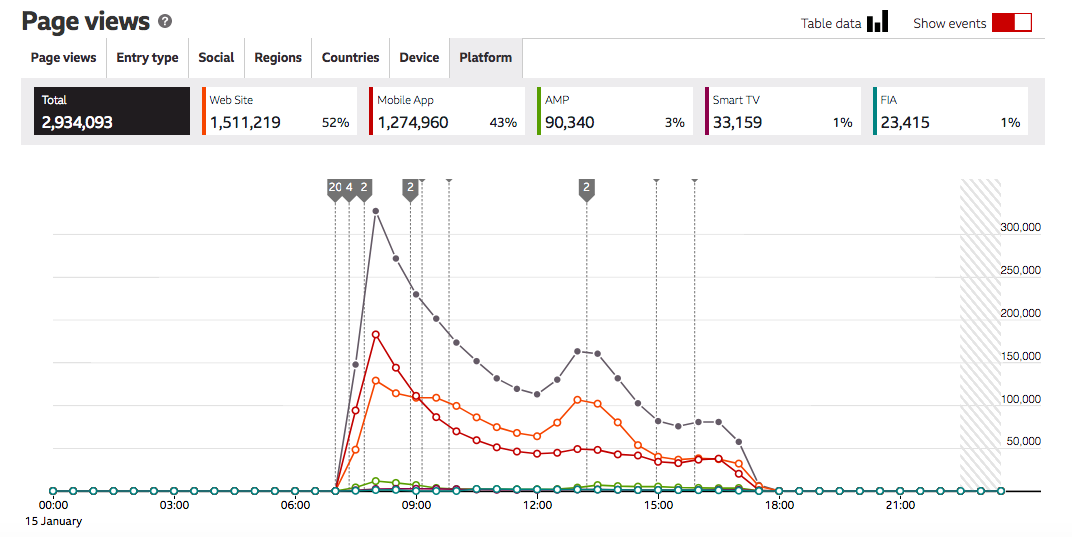 Page views ?
Table data Show events
Page views Entry type Social Regions Countries Device Platform
Total Web Site Mobile App AMP Smart TV FIA
2,934,093 1,511,219 52% 1,274,960 43% 90,340 3% 33,159 1% 23,415 1%
20 4 2 2 2
300,000
250,000
200,000
150,000
100,000
50,000
00:00 03:00 06:00 09:00 12:00 15:00 18:00 21:00
15 January